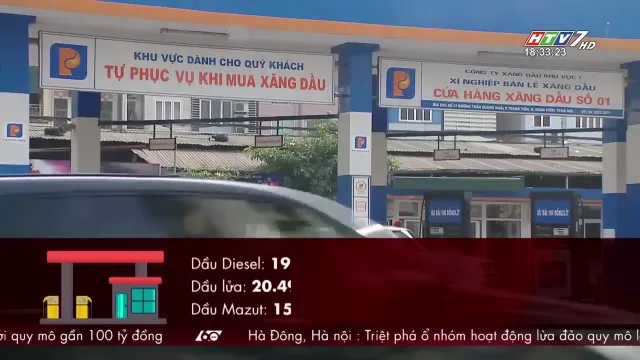 HTV7 HD
18:33:23
KHU VỰC DÀNH CHO QUÝ KHÁCH
TỰ PHỤC VỤ KHI MUA XĂNG DẦU
CÔNG TY XĂNG DẦU KHU VỰC I
XÍ NGHIỆP BÁN LẺ XĂNG DẦU
CỬA HÀNG XĂNG DẦU SỐ 01
Dầu Diesel: 19
Dầu lửa: 20.49
Dầu Mazut: 15
ới quy mô gần 100 tỷ đồng
Hà Đông, Hà nội : Triệt phá ổ nhóm hoạt động lừa đảo quy mô l